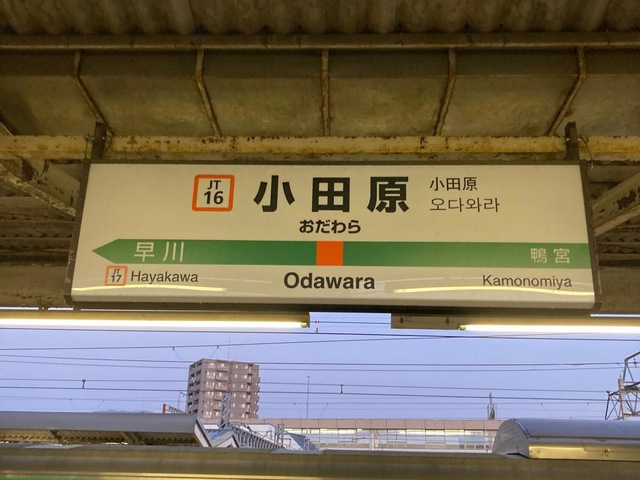 JT
16
小田原
小田原
오다와라
おだわら
早川
鴨宮
JT
17
Hayakawa
Odawara
Kamonomiya